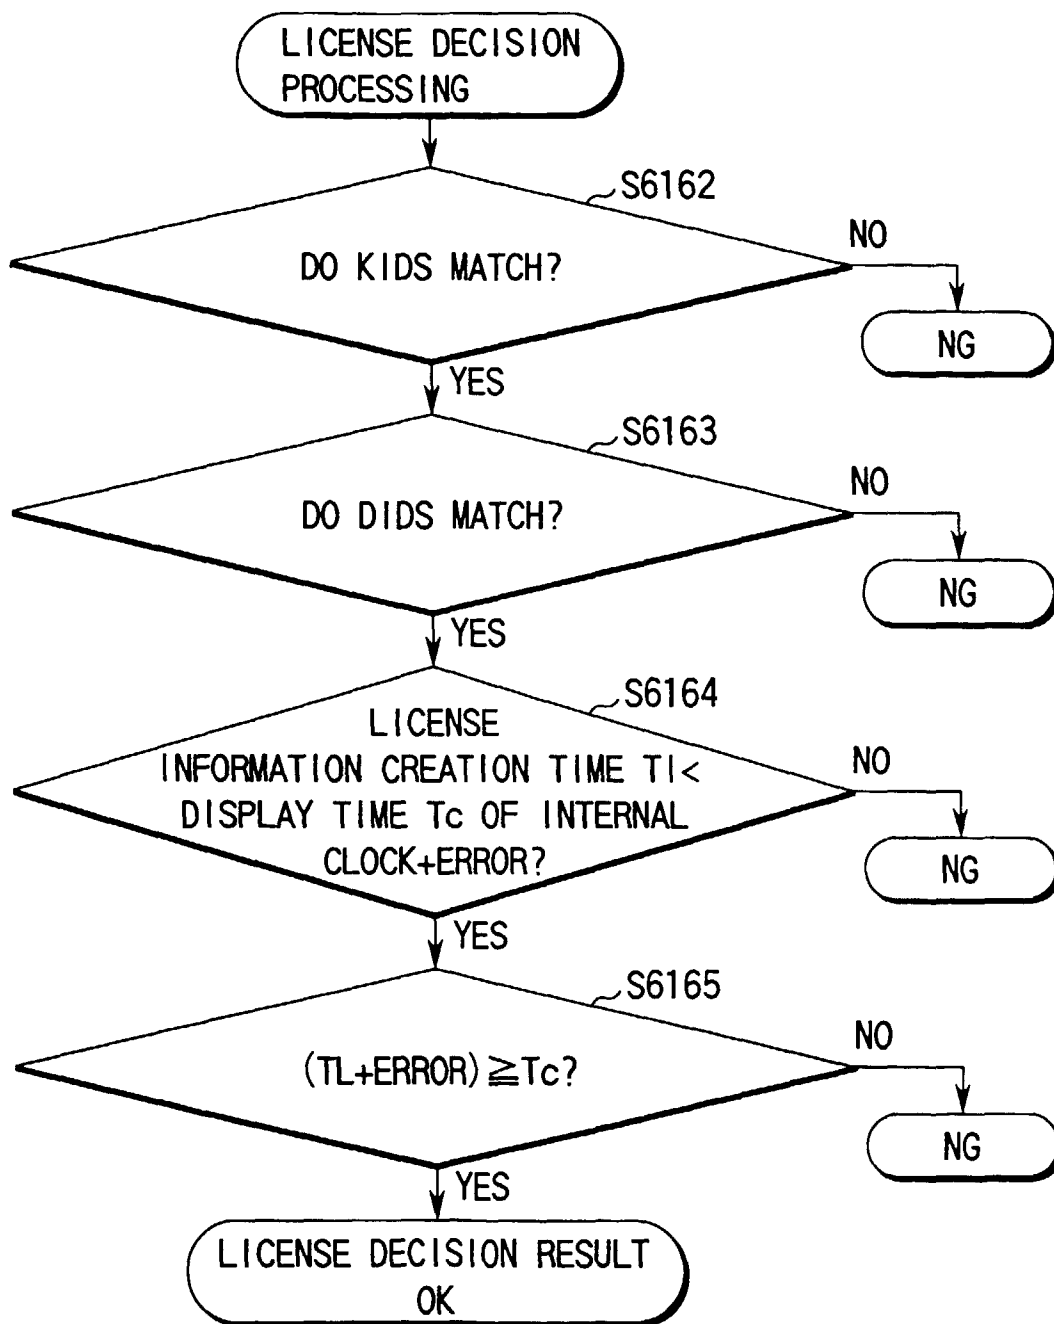 LICENSE DECISION
PROCESSING
S6162
NO
DO KIDS MATCH?
NG
YES
S6163
NO
DO DIDS MATCH?
NG
YES
S6164
LICENSE
NO
INFORMATION CREATION TIME TI<
DISPLAY TIME Tc OF INTERNAL
CLOCK+ERROR?
NG
YES
S6165
NO
(TL+ERROR)≧Tc?
NG
YES
LICENSE DECISION RESULT
OK